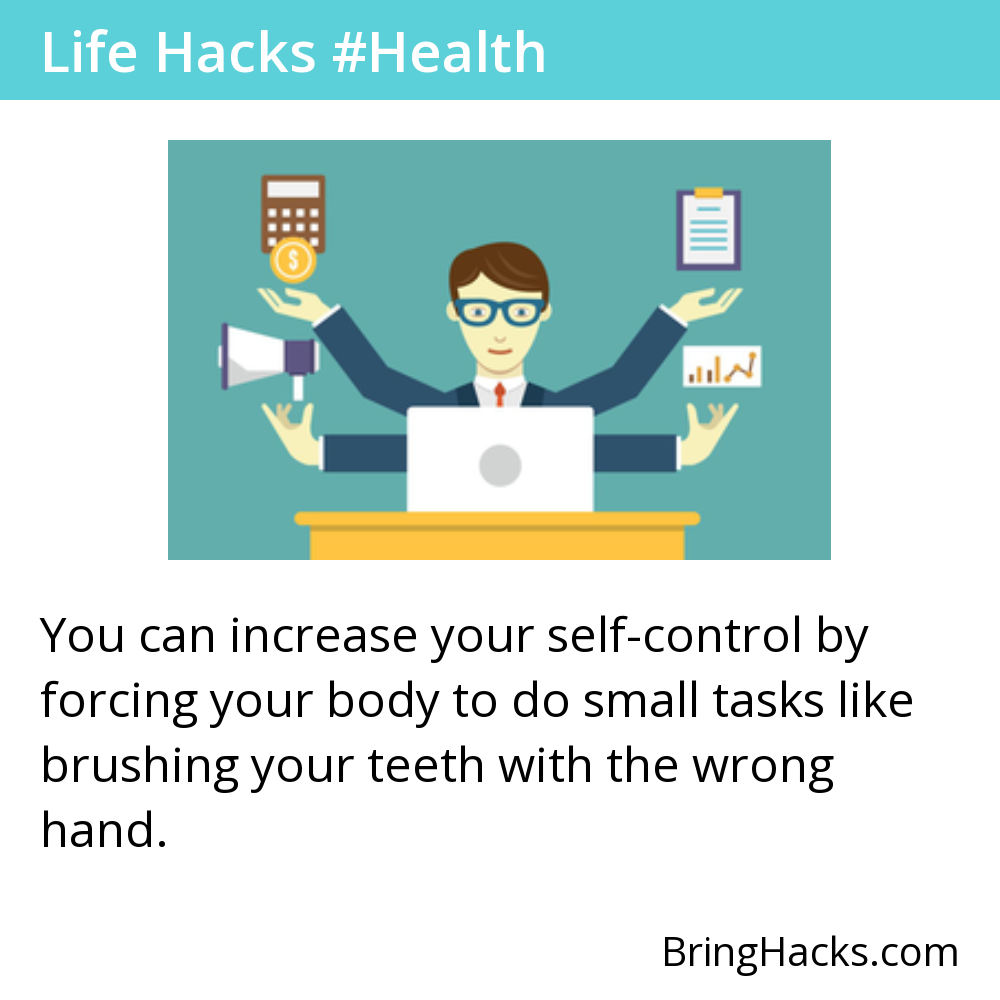 Life Hacks #Health
$
You can increase your self-control by
forcing your body to do small tasks like
brushing your teeth with the wrong
hand.
BringHacks.com